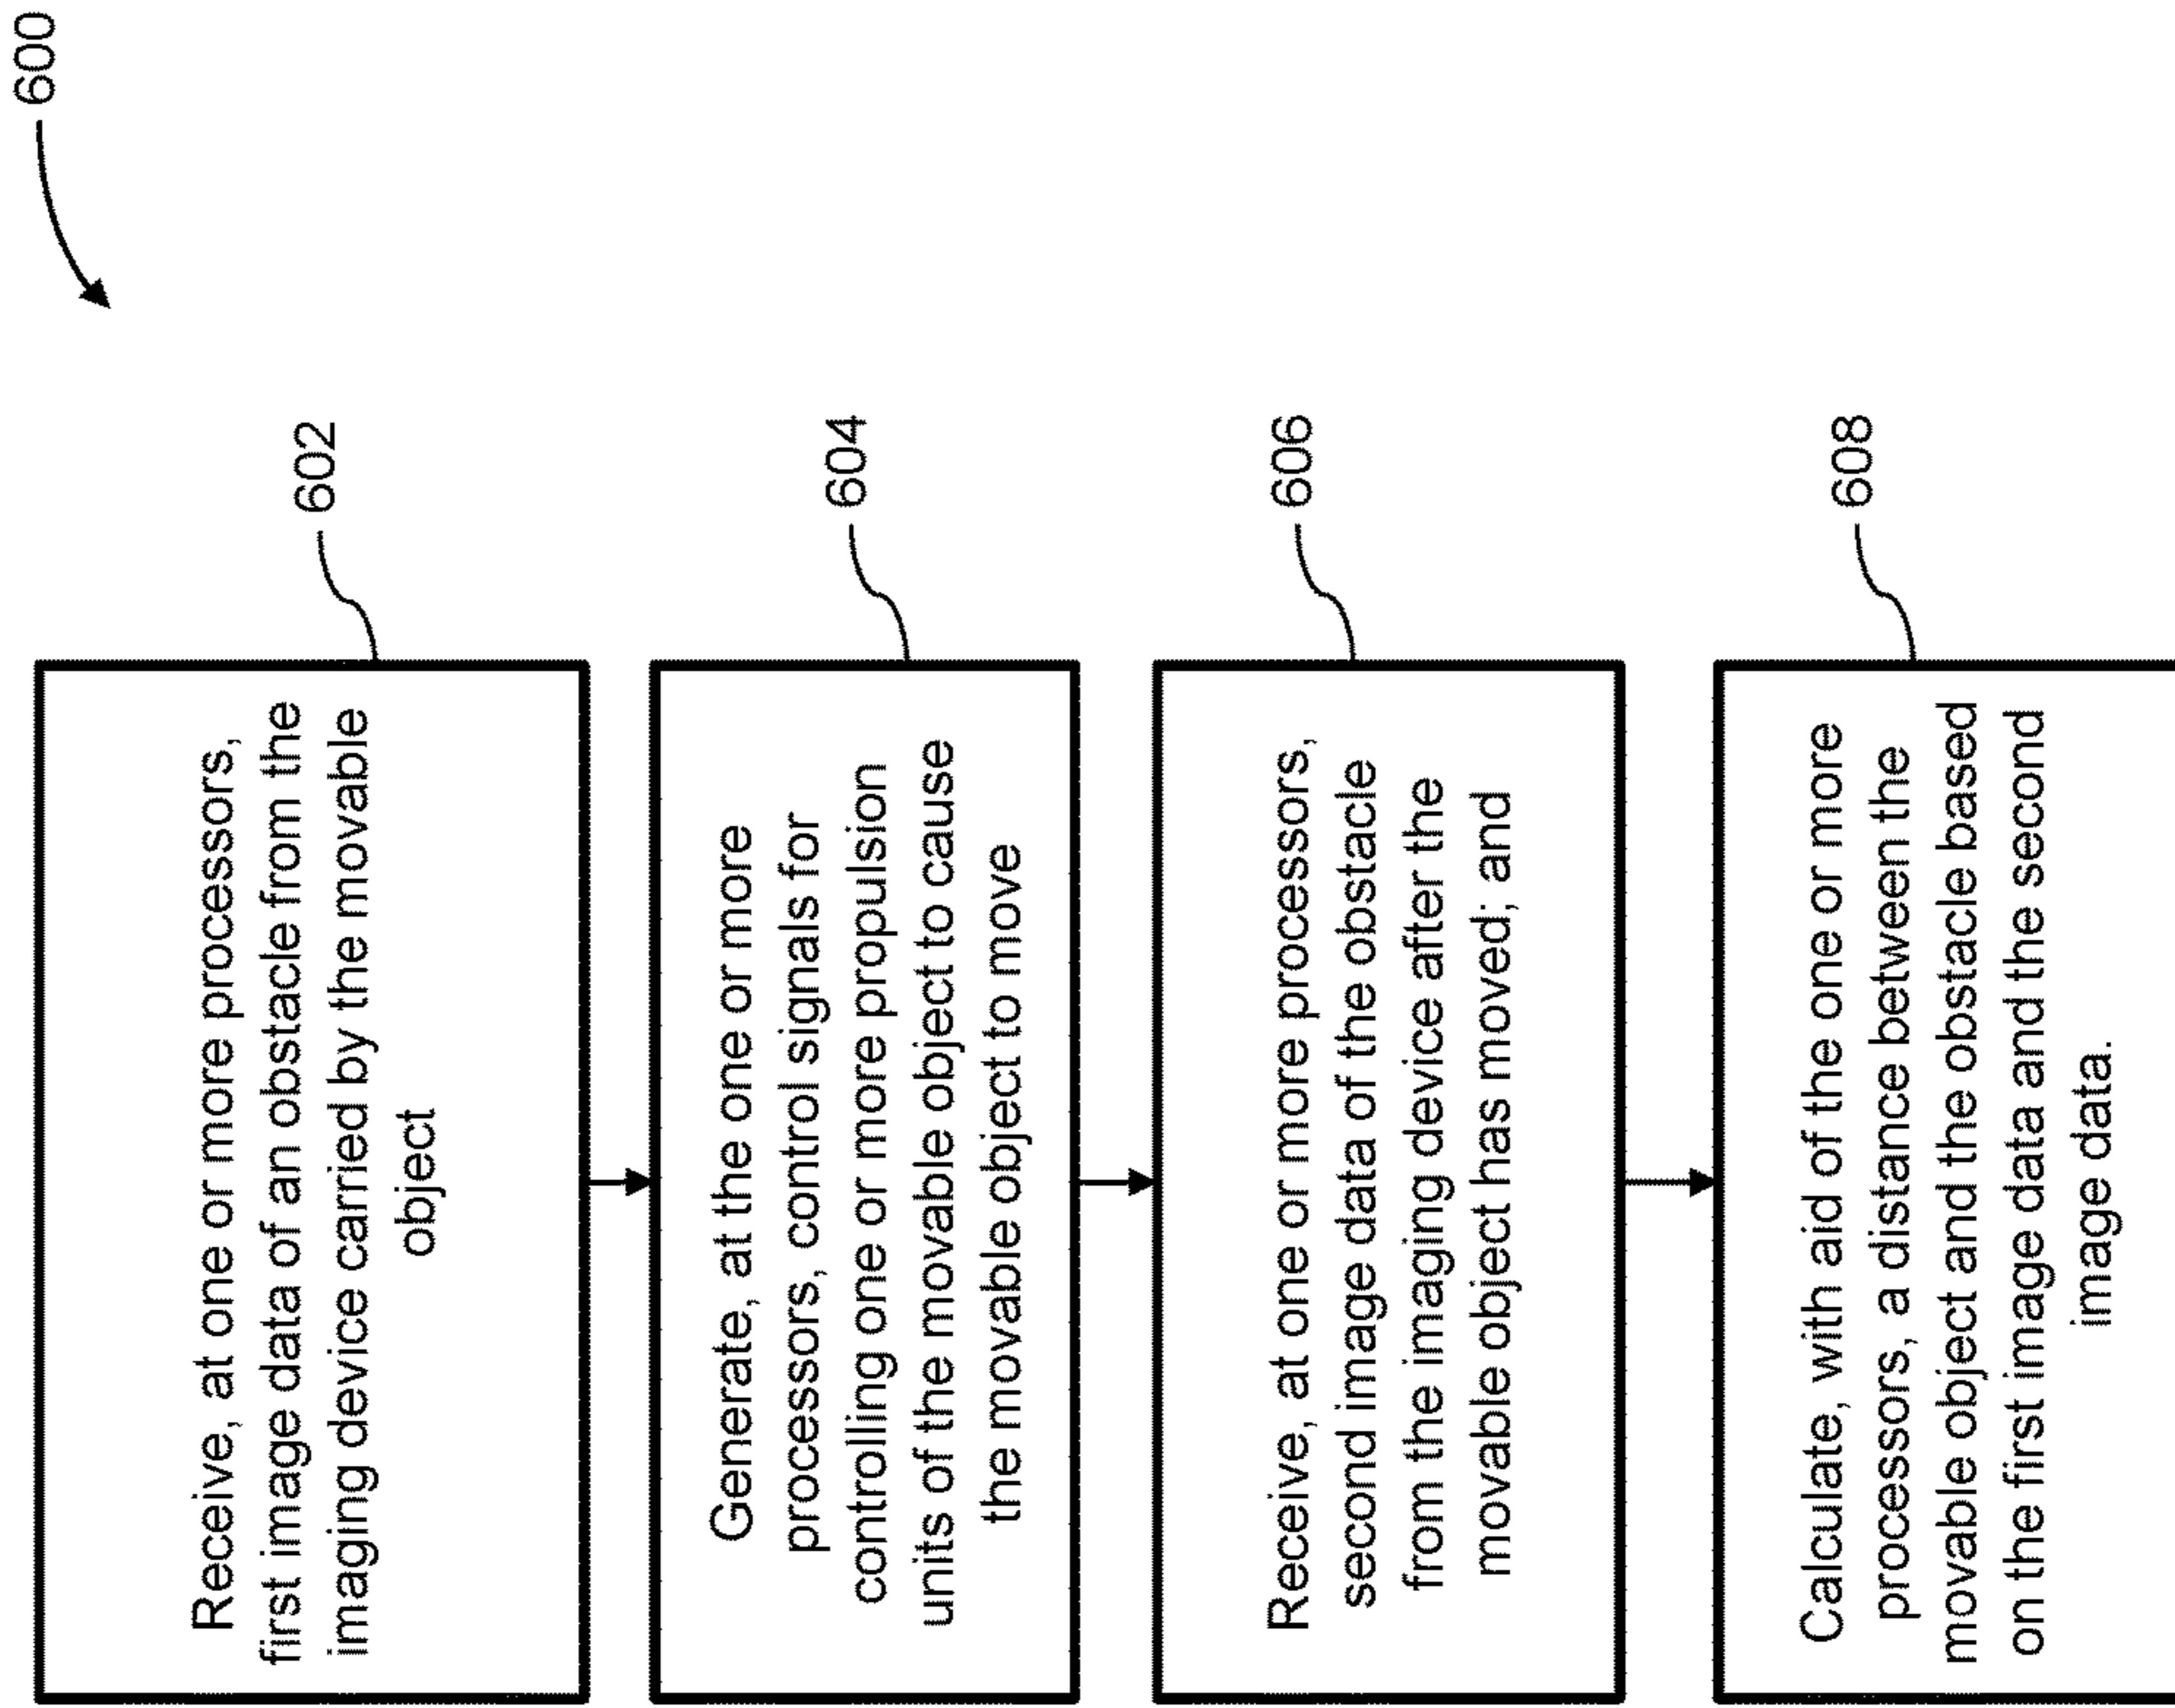 600
602
Receive, at one or more processors,
first image data of an obstacle from the
imaging device carried by the movable
object
604
Generate, at the one or more
processors, control signals for
controlling one or more propulsion
units of the movable object to cause
the movable object to move
606
Receive, at one or more processors,
second image data of the obstacle
from the imaging device after the
movable object has moved; and
608
Calculate, with aid of the one or more
processors, a distance between the
movable object and the obstacle based
on the first image data and the second
image data.